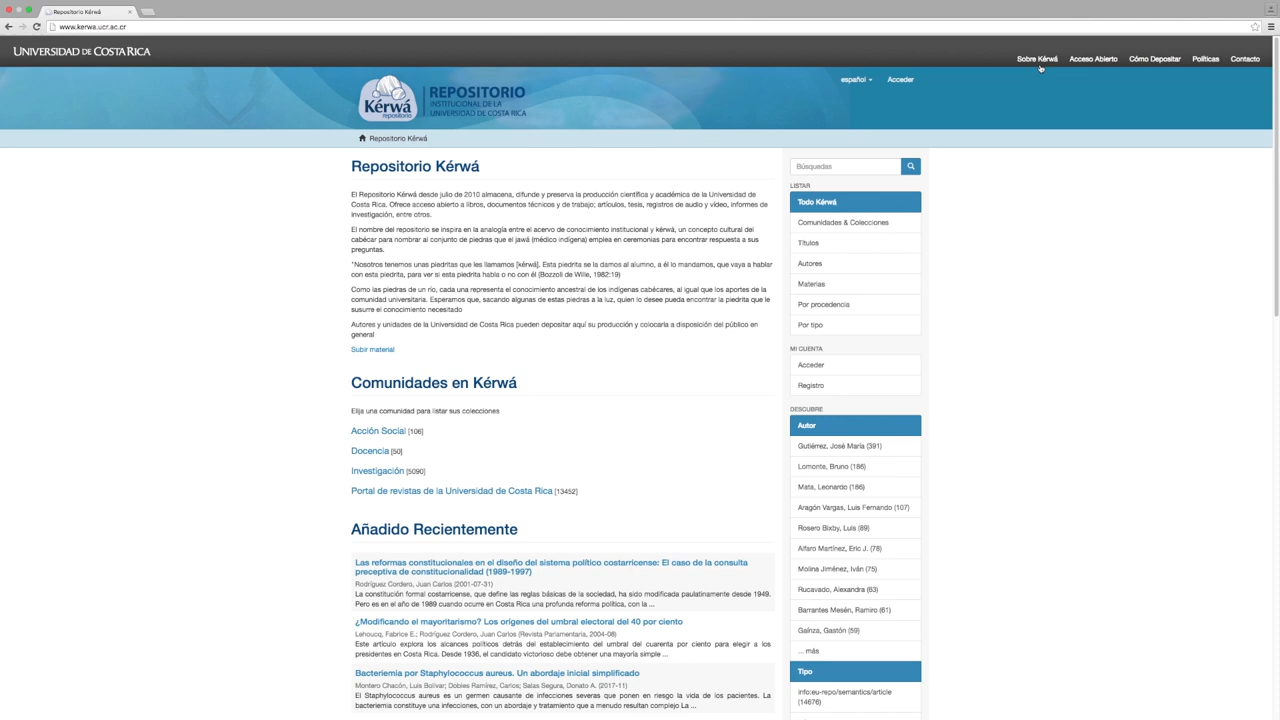 Repositorio Kérwá
www.kerwa.ucr.ac.cr
UNIVERSIDAD DE COSTA RICA
Sobre Kérwá Acceso Abierto Cómo Depositar Políticas Contacto
español Acceder
Kérwá
repositorio
REPOSITORIO
INSTITUCIONAL DE LA
UNIVERSIDAD DE COSTA RICA
Repositorio Kérwá
Repositorio Kérwá
El Repositorio Kérwá desde julio de 2010 almacena, difunde y preserva la producción científica y académica de la Universidad de
Costa Rica. Ofrece acceso abierto a libros, documentos técnicos y de trabajo; artículos, tesis, registros de audio y vídeo, informes de
investigación, entre otros.
El nombre del repositorio se inspira en la analogía entre el acervo de conocimiento institucional y kérwá, un concepto cultural del
cabécar para nombrar al conjunto de piedras que el jawá (médico indígena) emplea en ceremonias para encontrar respuesta a sus
preguntas.
"Nosotros tenemos unas piedritas que les llamamos [kérwá]. Esta piedrita se la damos al alumno, a él lo mandamos, que vaya a hablar
con esta piedrita, para ver si esta piedrita habla o no con él (Bozzoli de Wille, 1982:19)
Como las piedras de un río, cada una representa el conocimiento ancestral de los indígenas cabécares, al igual que los aportes de la
comunidad universitaria. Esperamos que, sacando algunas de estas piedras a la luz, quien lo desee pueda encontrar la piedrita que le
susurre el conocimiento necesitado
Autores y unidades de la Universidad de Costa Rica pueden depositar aquí su producción y colocarla a disposición del público en
general
Subir material
Comunidades en Kérwá
Elija una comunidad para listar sus colecciones
Acción Social [106]
Docencia [50]
Investigación [5090]
Portal de revistas de la Universidad de Costa Rica [13452]
Añadido Recientemente
Las reformas constitucionales en el diseño del sistema político costarricense: El caso de la consulta
preceptiva de constitucionalidad (1989-1997)
Rodríguez Cordero, Juan Carlos (2001-07-31)
La constitución formal costarricense, que define las reglas básicas de la sociedad, ha sido modificada paulatinamente desde 1949.
Pero es en el año de 1989 cuando ocurre en Costa Rica una profunda reforma política, con la ...
¿Modificando el mayoritarismo? Los orígenes del umbral electoral del 40 por ciento
Lehoucq, Fabrice E.; Rodríguez Cordero, Juan Carlos (Revista Parlamentaria, 2004-08)
Este artículo explora los alcances políticos detrás del establecimiento del umbral del cuarenta por ciento para elegir a los
presidentes en Costa Rica. Desde 1936, el candidato victorioso debe obtener una mayoría simple ...
Bacteriemia por Staphylococcus aureus. Un abordaje inicial simplificado
Montero Chacón, Luis Bolívar; Dobles Ramírez, Carlos; Salas Segura, Donato A. (2017-11)
El Staphylococcus aureus es un germen causante de infecciones severas que ponen en riesgo la vida de los pacientes. La
bacteriemia constituye una infecciones, con un abordaje y tratamiento que a menudo resultan complejo La ...
Búsquedas
LISTAR
Todo Kérwá
Comunidades & Colecciones
Títulos
Autores
Materias
Por procedencia
Por tipo
MI CUENTA
Acceder
Registro
DESCUBRE
Autor
Gutiérrez, José María (391)
Lomonte, Bruno (186)
Mata, Leonardo (186)
Aragón Vargas, Luis Fernando (107)
Rosero Bixby, Luis (89)
Alfaro Martínez, Eric J. (78)
Molina Jiménez, Iván (75)
Rucavado, Alexandra (63)
Barrantes Mesén, Ramiro (61)
Gaínza, Gastón (59)
... más
Tipo
info:eu-repo/semantics/article
(14676)